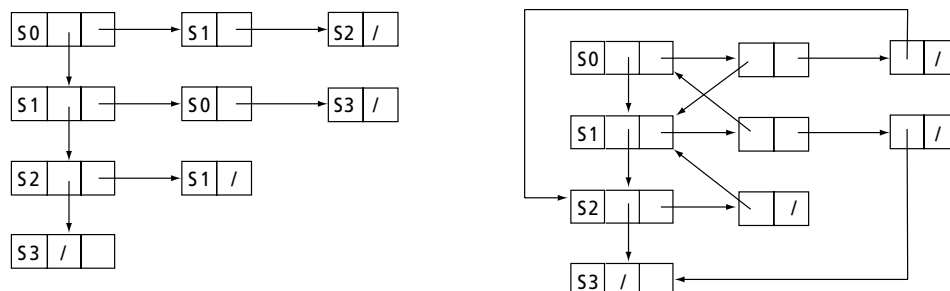 S0 S1 S2 /
S1 S0 S3 /
S2 S1 /
S3 /
S0 /
S1 /
S2 /
S3 /